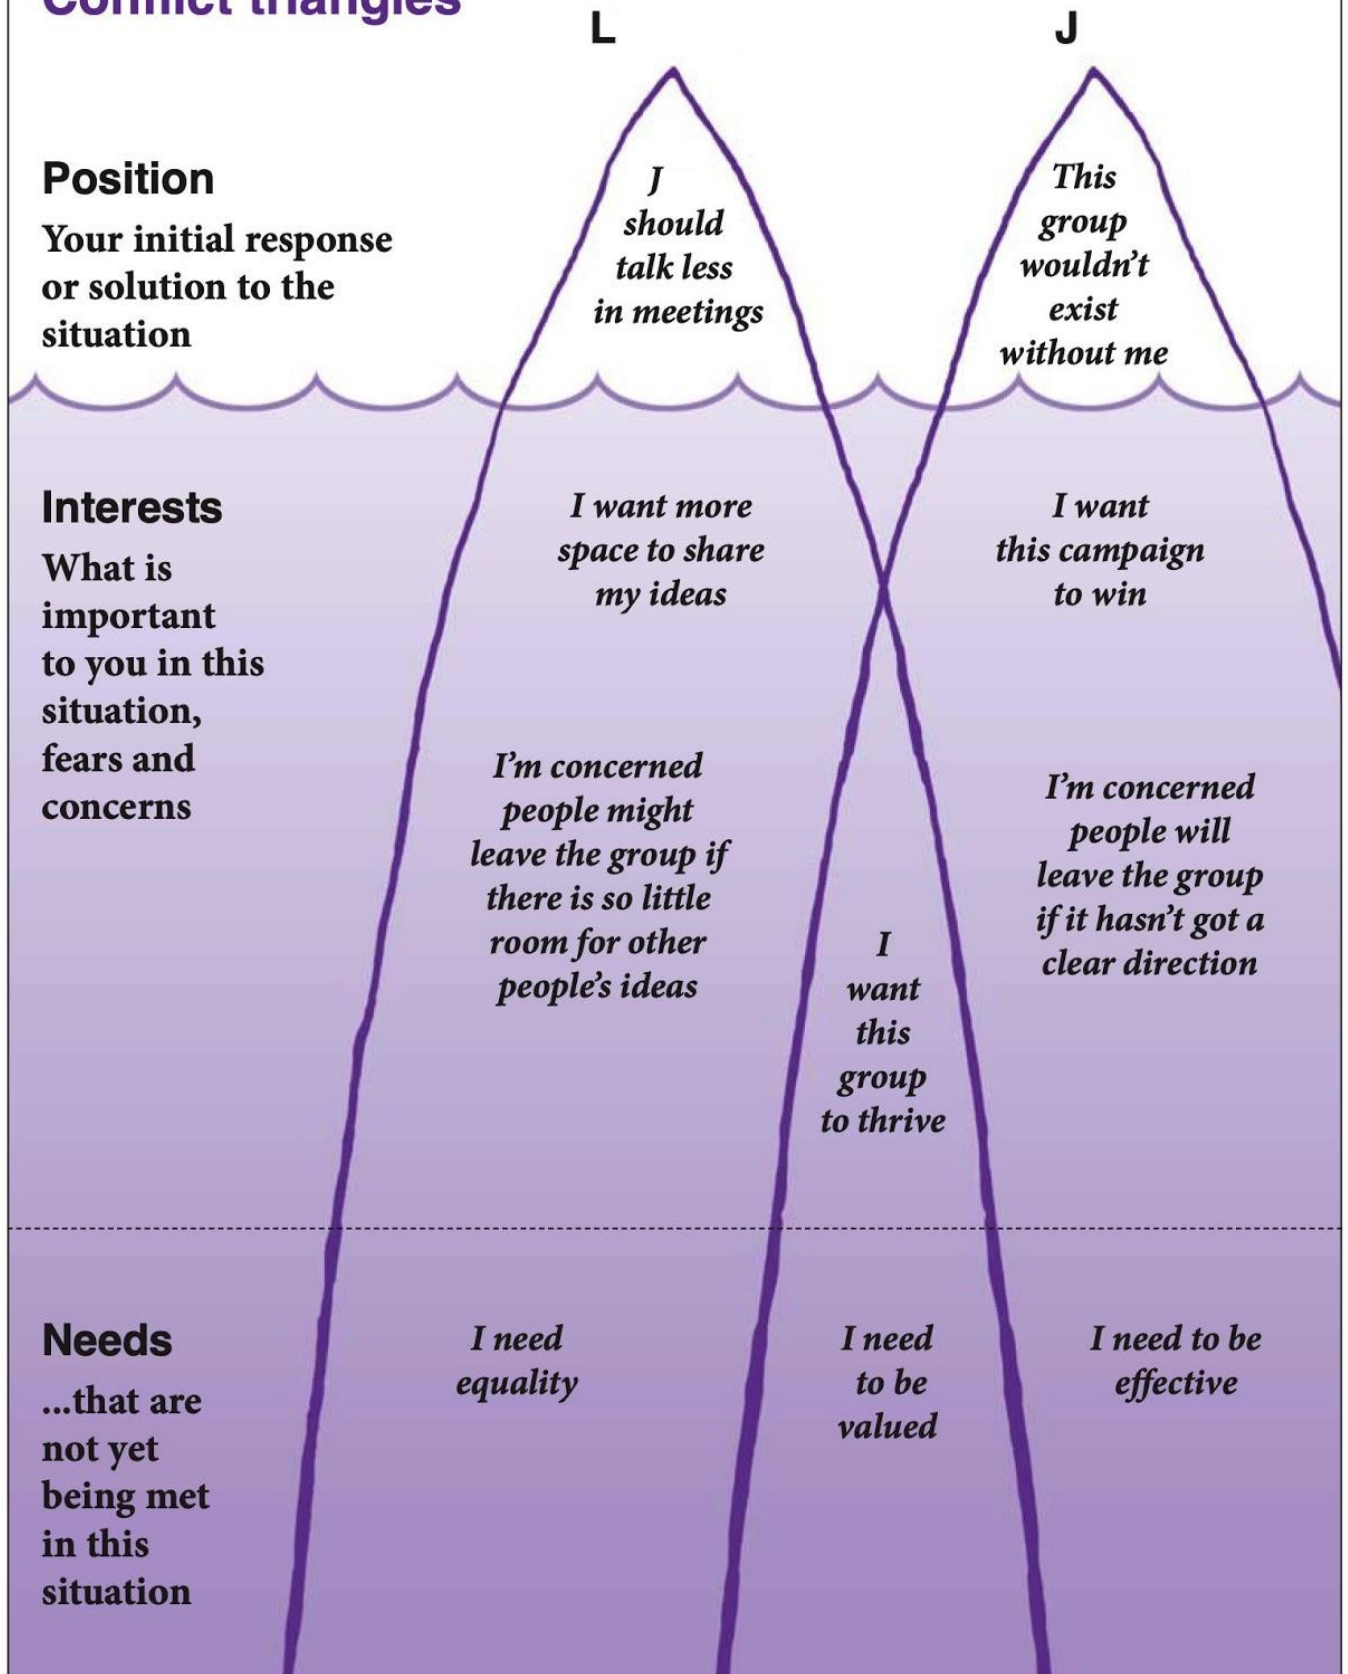 Conflict triangles
L
J
Position
Your initial response
or solution to the
situation
J
should
talk less
in meetings
This
group
wouldn't
exist
without me
Interests
What is
important
to you in this
situation,
fears and
concerns
I want more
space to share
my ideas
I want
this campaign
to win
I'm concerned
people might
leave the group if
there is so little
room for other
people's ideas
I
want
this
group
to thrive
I'm concerned
people will
leave the group
if it hasn't got a
clear direction
Needs
...that are
not yet
being met
in this
situation
I need
equality
I need
to be
valued
I need to be
effective